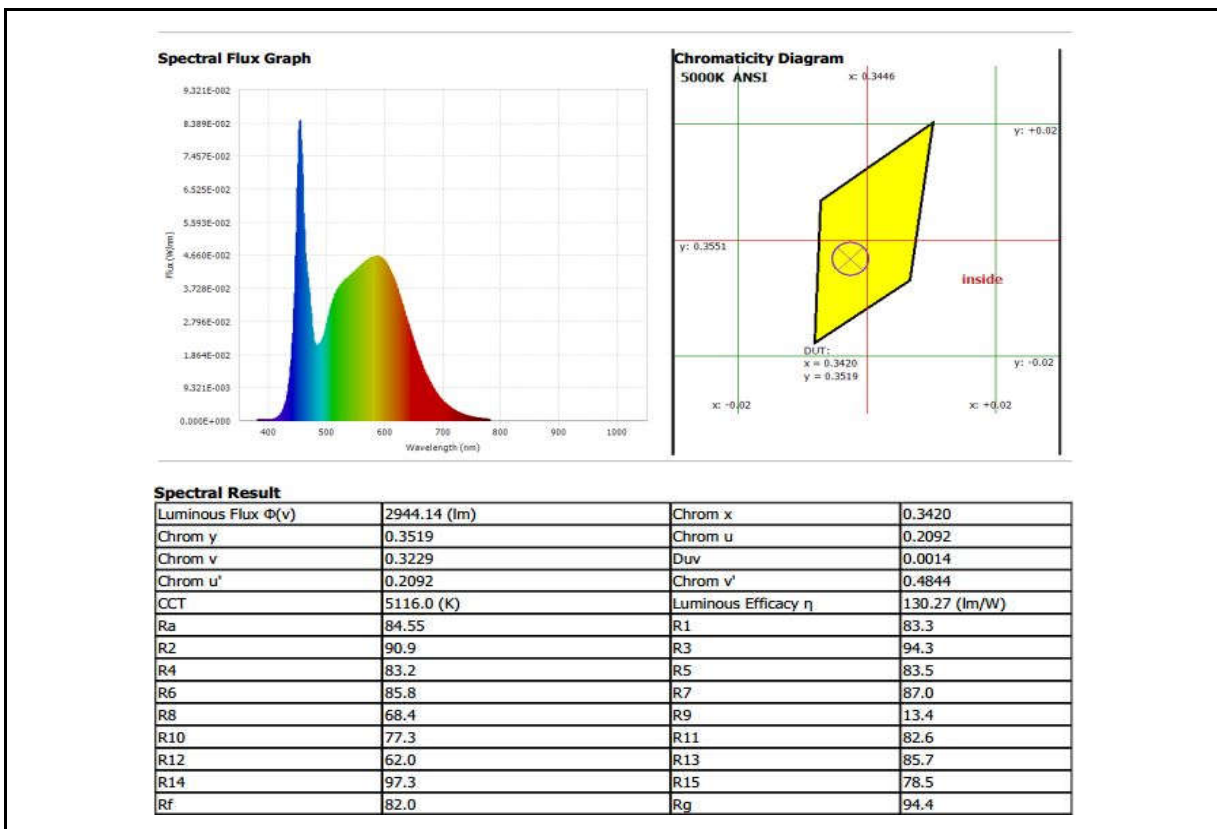 Spectral Flux Graph
9.321E-002
8.389E-002
7.457E-002
6.525E-002
5.593E-002
4.660E-002
3.728E-002
2.796E-002
1.864E-002
9.321E-003
0.000E+000
Flux (W/nm)
400 500 600 700 800 900 1000
Wavelength (nm)
Chromaticity Diagram
5000K ANSI
x: 0.3446
y: +0.02
y: 0.3551
inside
DUT:
x = 0.3420
y = 0.3519
y: -0.02
x: -0.02
x: +0.02
Spectral Result
Luminous Flux Φ(v) 2944.14 (lm) Chrom x 0.3420
Chrom y 0.3519 Chrom u 0.2092
Chrom v 0.3229 Duv 0.0014
Chrom u' 0.2092 Chrom v' 0.4844
CCT 5116.0 (K) Luminous Efficacy η 130.27 (lm/W)
Ra 84.55 R1 83.3
R2 90.9 R3 94.3
R4 83.2 R5 83.5
R6 85.8 R7 87.0
R8 68.4 R9 13.4
R10 77.3 R11 82.6
R12 62.0 R13 85.7
R14 97.3 R15 78.5
Rf 82.0 Rg 94.4